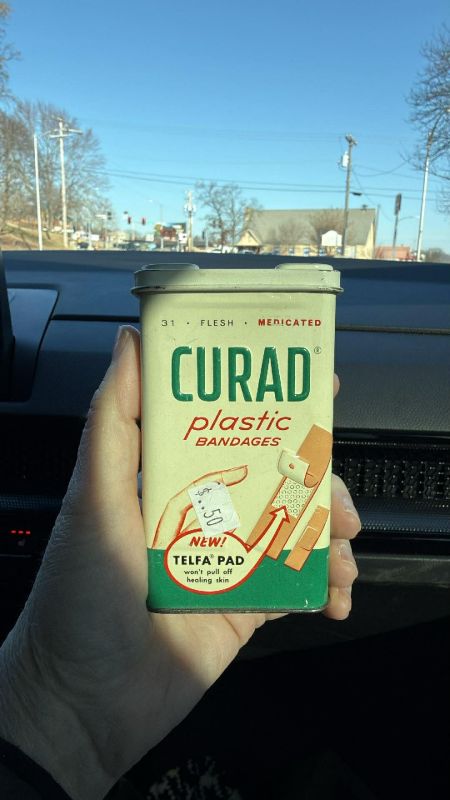 31 · FLESH · MEDICATED
CURAD®
plastic
BANDAGES
$.50
NEW!
TELFA® PAD
won't pull off
healing skin